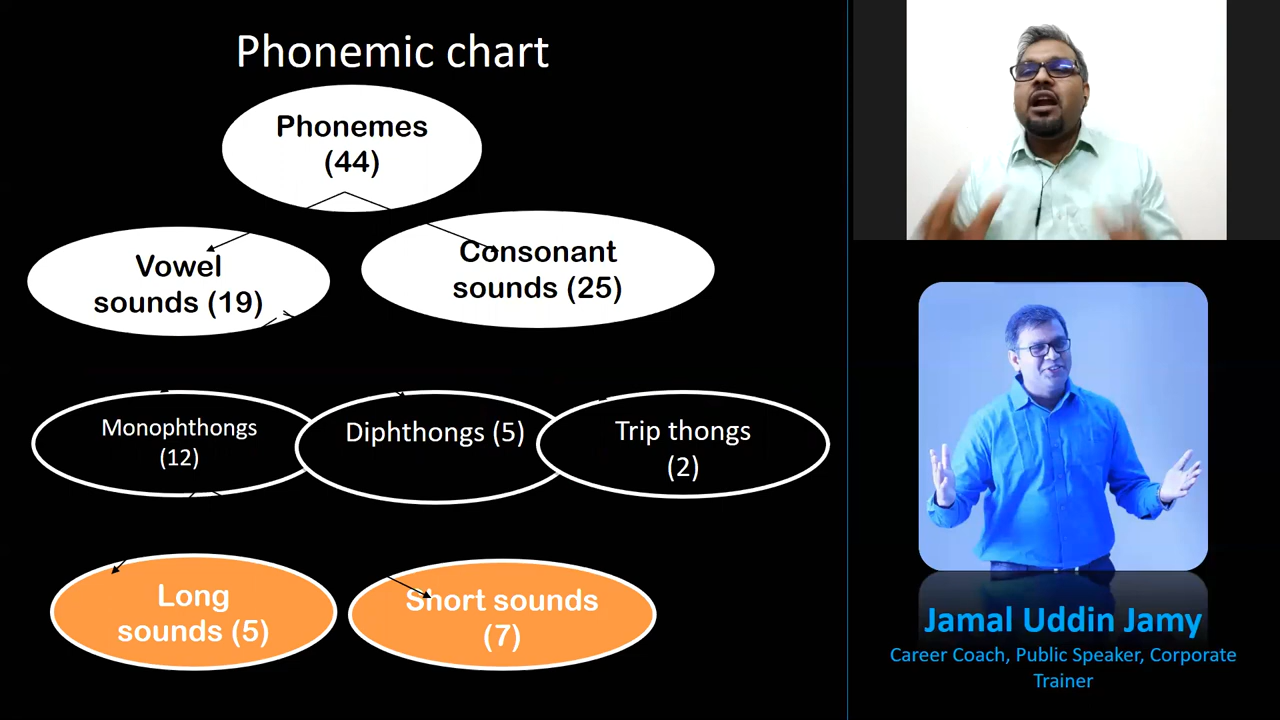 Phonemic chart
Phonemes
(44)
Vowel
sounds (19)
Consonant
sounds (25)
Monophthongs
(12)
Diphthongs (5)
Trip thongs
(2)
Long
sounds (5)
Short sounds
(7)
Jamal Uddin Jamy
Career Coach, Public Speaker, Corporate
Trainer